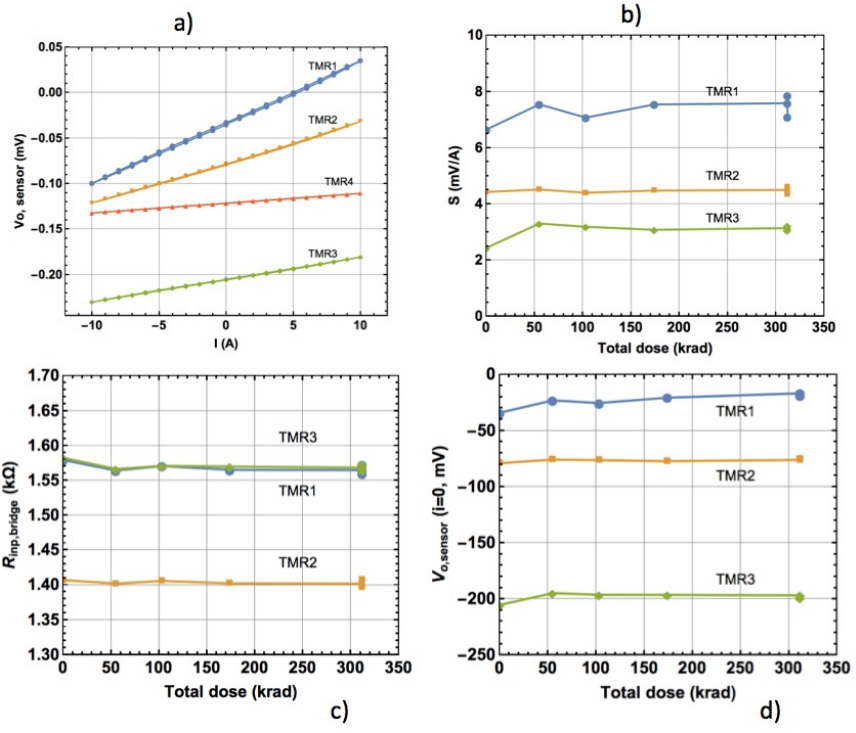 a)
0.05
0.00
−0.05
−0.10
−0.15
−0.20
Vo, sensor (mV)
TMR1
TMR2
TMR4
TMR3
−10 −5 0 5 10
I (A)
b)
10
8
6
4
2
0
S (mV/A)
TMR1
TMR2
TMR3
0 50 100 150 200 250 300 350
Total dose (krad)
1.70
1.65
1.60
1.55
1.50
1.45
1.40
1.35
1.30
Rinp,bridge (kΩ)
TMR3
TMR1
TMR2
0 50 100 150 200 250 300 350
Total dose (krad)
c)
0
−50
−100
−150
−200
−250
Vo,sensor (i=0, mV)
TMR1
TMR2
TMR3
0 50 100 150 200 250 300 350
Total dose (krad)
d)